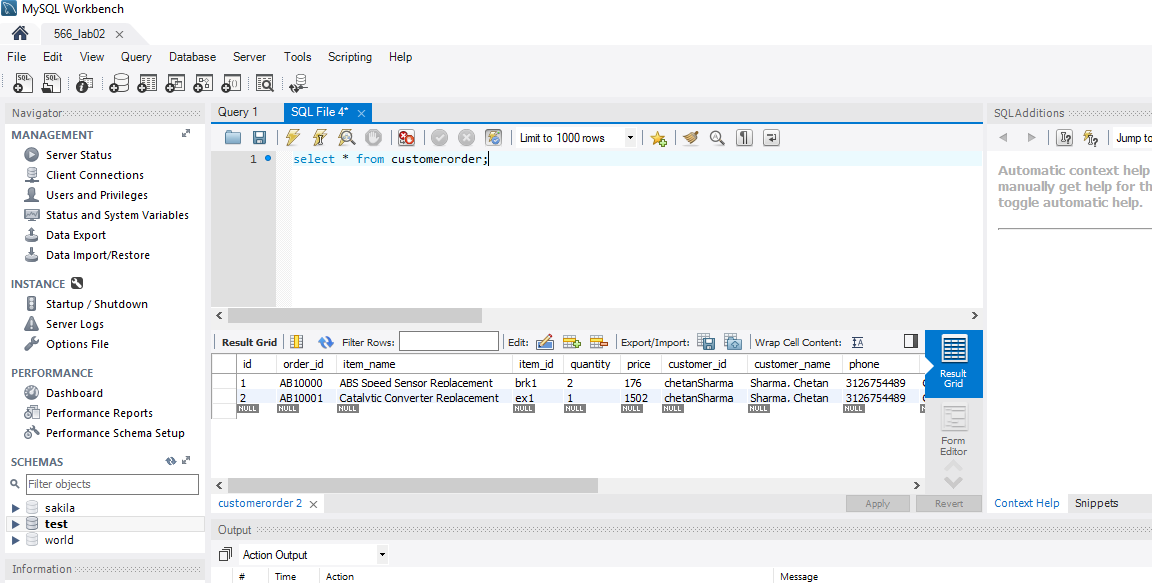 MySQL Workbench
566_lab02
File Edit View Query Database Server Tools Scripting Help
Navigator
MANAGEMENT
Server Status
Client Connections
Users and Privileges
Status and System Variables
Data Export
Data Import/Restore
INSTANCE
Startup / Shutdown
Server Logs
Options File
PERFORMANCE
Dashboard
Performance Reports
Performance Schema Setup
SCHEMAS
Filter objects
sakila
test
world
Information
Query 1 SQL File 4*
Limit to 1000 rows
1 select * from customerorder;
Result Grid Filter Rows: Edit: Export/Import: Wrap Cell Content: IA
id order_id item_name item_id quantity price customer_id customer_name phone
1 AB10000 ABS Speed Sensor Replacement brk1 2 176 chetanSharma Sharma, Chetan 3126754489
2 AB10001 Catalytic Converter Replacement ex1 1 1502 chetanSharma Sharma, Chetan 3126754489
NULL NULL NULL NULL NULL NULL NULL NULL NULL
Result
Grid
Form
Editor
customerorder 2 Apply Revert
Output
Action Output
# Time Action Message
SQLAdditions
Jump to
Automatic context help
manually get help for th
toggle automatic help.
Context Help Snippets